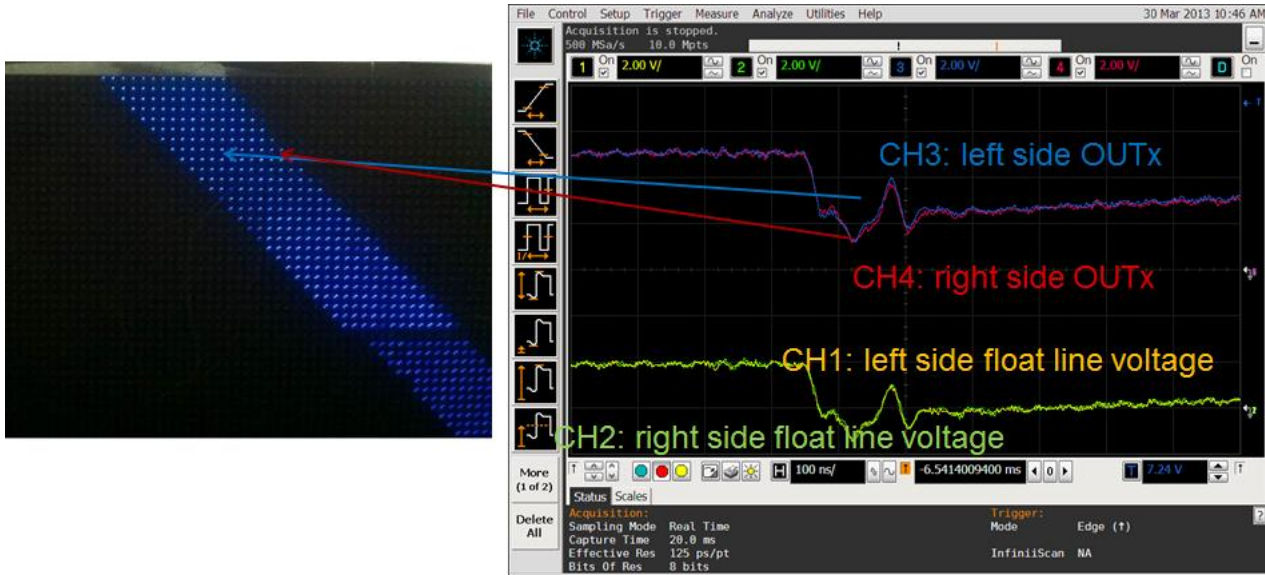 File Control Setup Trigger Measure Analyze Utilities Help 30 Mar 2013 10:46 AM
Acquisition is stopped.
500 MSa/s 10.0 Mpts
1 On 2.00 V/ 2 On 2.00 V/ 3 On 2.00 V/ 4 On 2.00 V/ D On
T
CH3: left side OUTx
CH4: right side OUTx
CH1: left side float line voltage
CH2: right side float line voltage
More
(1 of 2)
Delete
All
H 100 ns/ T -6.5414009400 ms 0 T 7.24 V
Status Scales
Acquisition: Trigger:
Sampling Mode Real Time Mode Edge (↑)
Capture Time 20.0 ms
Effective Res 125 ps/pt InfiniiScan NA
Bits Of Res 8 bits
?